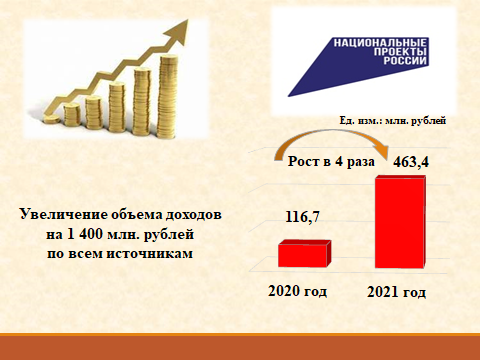 НАЦИОНАЛЬНЫЕ
ПРОЕКТЫ
РОССИИ
Ед. изм.: млн. рублей
Рост в 4 раза
463,4
116,7
2020 год
2021 год
Увеличение объема доходов
на 1 400 млн. рублей
по всем источникам